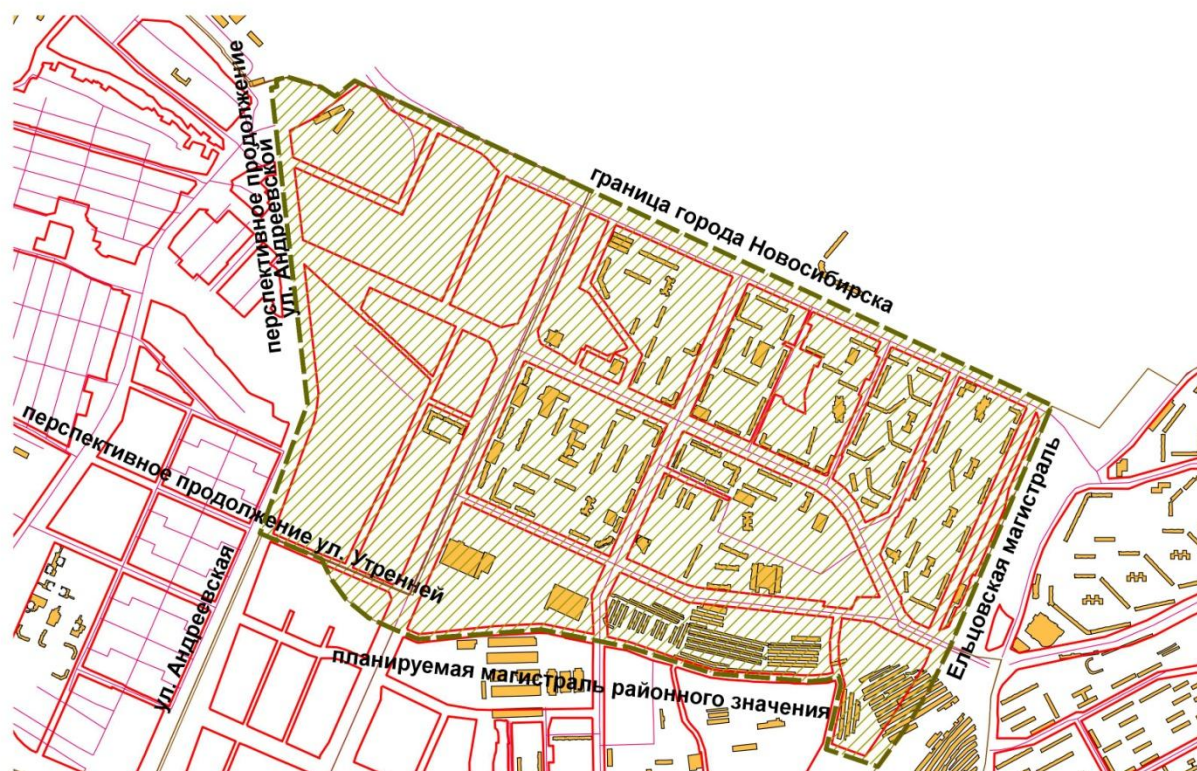 перспективное продолжение
ул. Андреевской
граница города Новосибирска
перспективное продолжение ул. Утренней
ул. Андреевская
планируемая магистраль районного значения
Ельцовская магистраль